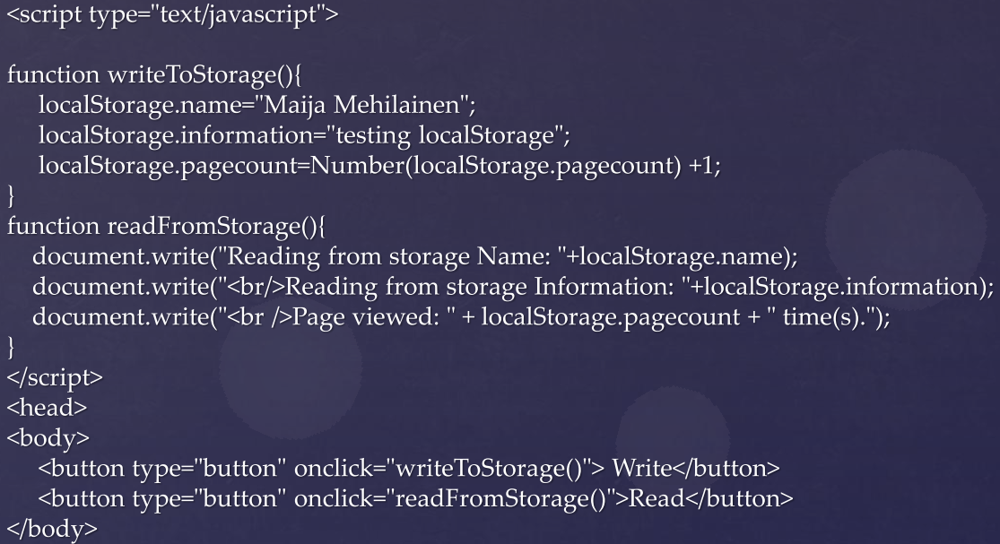 <script type="text/javascript">
function writeToStorage(){
localStorage.name="Maija Mehilainen";
localStorage.information="testing localStorage";
localStorage.pagecount=Number(localStorage.pagecount) +1;
}
function readFromStorage(){
document.write("Reading from storage Name: "+localStorage.name);
document.write("<br/>Reading from storage Information: "+localStorage.information);
document.write("<br />Page viewed: " + localStorage.pagecount + " time(s).");
}
</script>
<head>
<body>
<button type="button" onclick="writeToStorage()"> Write</button>
<button type="button" onclick="readFromStorage()">Read</button>
</body>